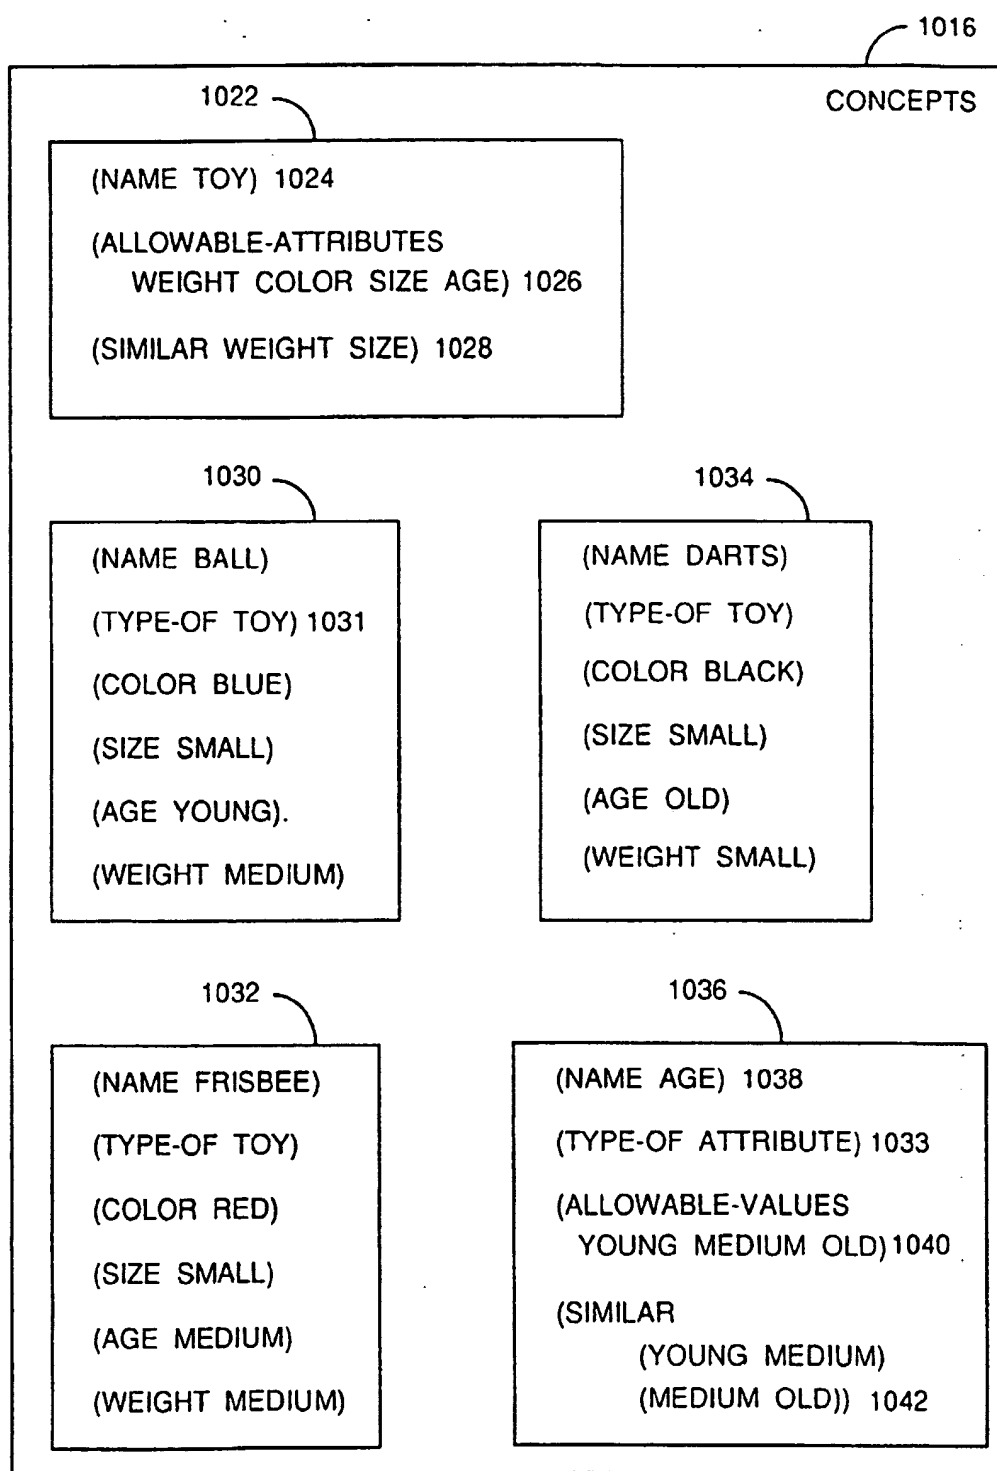 1016
CONCEPTS
1022
(NAME TOY) 1024
(ALLOWABLE-ATTRIBUTES
WEIGHT COLOR SIZE AGE) 1026
(SIMILAR WEIGHT SIZE) 1028
1030
(NAME BALL)
(TYPE-OF TOY) 1031
(COLOR BLUE)
(SIZE SMALL)
(AGE YOUNG).
(WEIGHT MEDIUM)
1034
(NAME DARTS)
(TYPE-OF TOY)
(COLOR BLACK)
(SIZE SMALL)
(AGE OLD)
(WEIGHT SMALL)
1032
(NAME FRISBEE)
(TYPE-OF TOY)
(COLOR RED)
(SIZE SMALL)
(AGE MEDIUM)
(WEIGHT MEDIUM)
1036
(NAME AGE) 1038
(TYPE-OF ATTRIBUTE) 1033
(ALLOWABLE-VALUES
YOUNG MEDIUM OLD) 1040
(SIMILAR
(YOUNG MEDIUM)
(MEDIUM OLD)) 1042